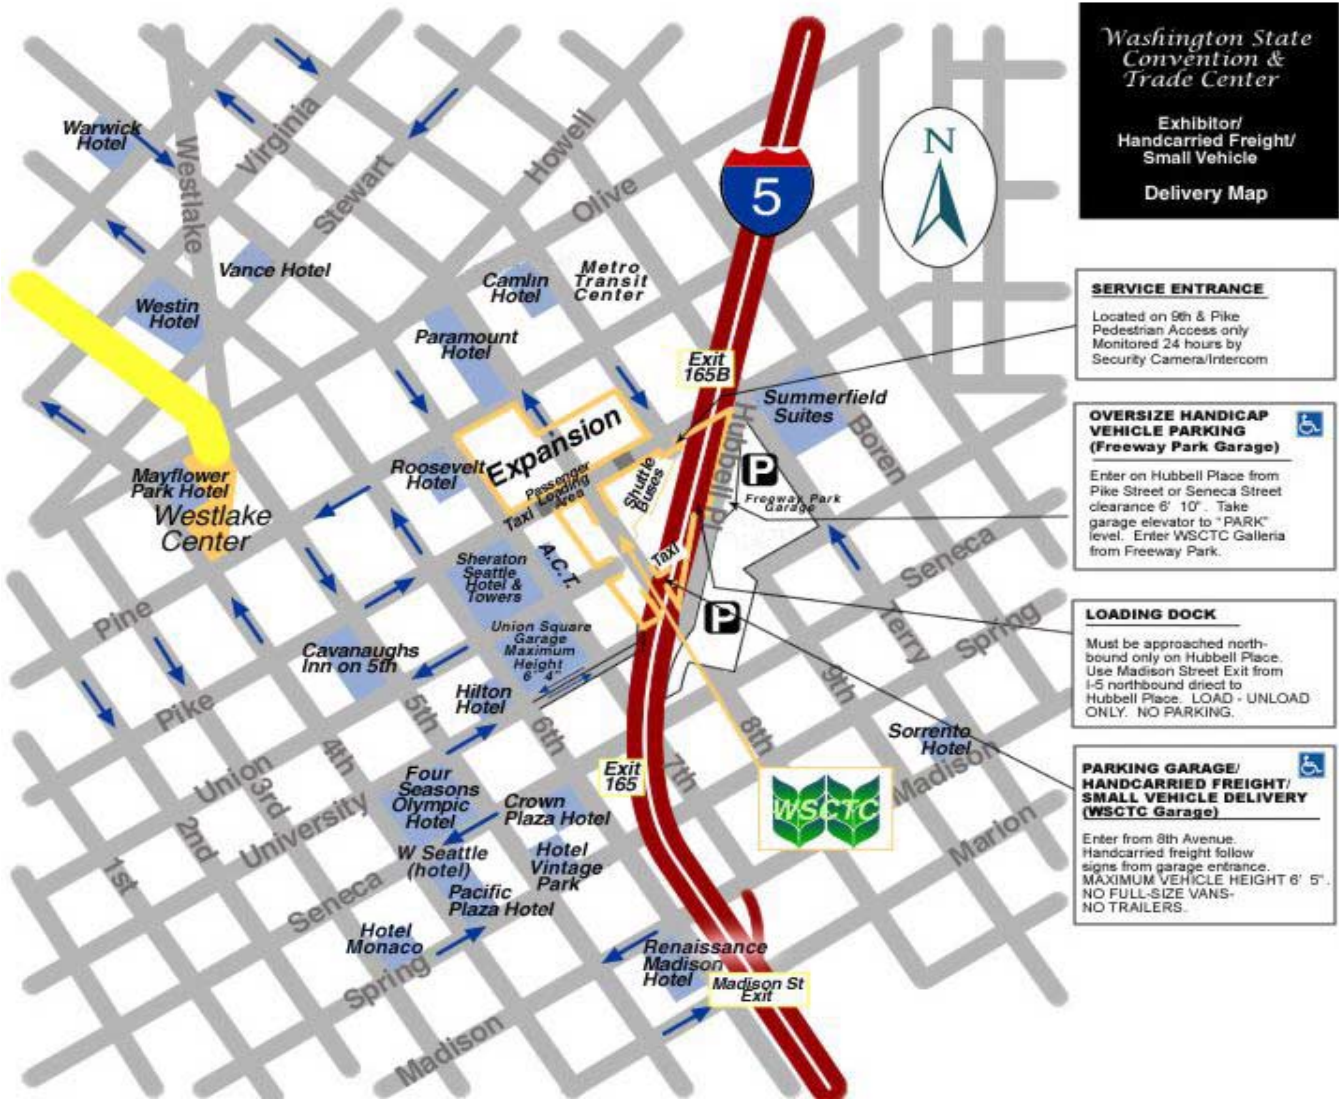 Washington State
Convention &
Trade Center
Exhibitor/
Handcarried Freight/
Small Vehicle
Delivery Map
N
5
Warwick
Hotel
Westlake
Virginia
Stewart
Howell
Olive
Vance Hotel
Westin
Hotel
Camlin
Hotel
Metro
Transit
Center
Paramount
Hotel
Exit
165B
Summerfield
Suites
Hubbell Pl
Boren
SERVICE ENTRANCE
Located on 9th & Pike
Pedestrian Access only
Monitored 24 hours by
Security Camera/Intercom
Expansion
Passenger
Loading
Area
Taxi
Shuttle
Buses
P
Freeway Park
Garage
Roosevelt
Hotel
Mayflower
Park Hotel
Westlake
Center
OVERSIZE HANDICAP
VEHICLE PARKING
(Freeway Park Garage)
Enter on Hubbell Place from
Pike Street or Seneca Street
clearance 6' 10". Take
garage elevator to "PARK"
level. Enter WSCTC Galleria
from Freeway Park.
A.C.T.
Taxi
Sheraton
Seattle
Hotel &
Towers
P
Union Square
Garage
Maximum
Height
6' 4"
Seneca
Spring
Terry
9th
Pine
Cavanaughs
Inn on 5th
Hilton
Hotel
LOADING DOCK
Must be approached north-
bound only on Hubbell Place.
Use Madison Street Exit from
I-5 northbound driect to
Hubbell Place. LOAD - UNLOAD
ONLY. NO PARKING.
Pike
5th
6th
7th
8th
4th
Union
3rd
2nd
University
1st
Sorrento
Hotel
Madison
Marion
Exit
165
WSCTC
Four
Seasons
Olympic
Hotel
Crown
Plaza Hotel
W Seattle
(hotel)
Hotel
Vintage
Park
Pacific
Plaza Hotel
Seneca
Hotel
Monaco
Spring
Renaissance
Madison
Hotel
Madison St
Exit
Madison
PARKING GARAGE/
HANDCARRIED FREIGHT/
SMALL VEHICLE DELIVERY
(WSCTC Garage)
Enter from 8th Avenue.
Handcarried freight follow
signs from garage entrance.
MAXIMUM VEHICLE HEIGHT 6' 5".
NO FULL-SIZE VANS-
NO TRAILERS.